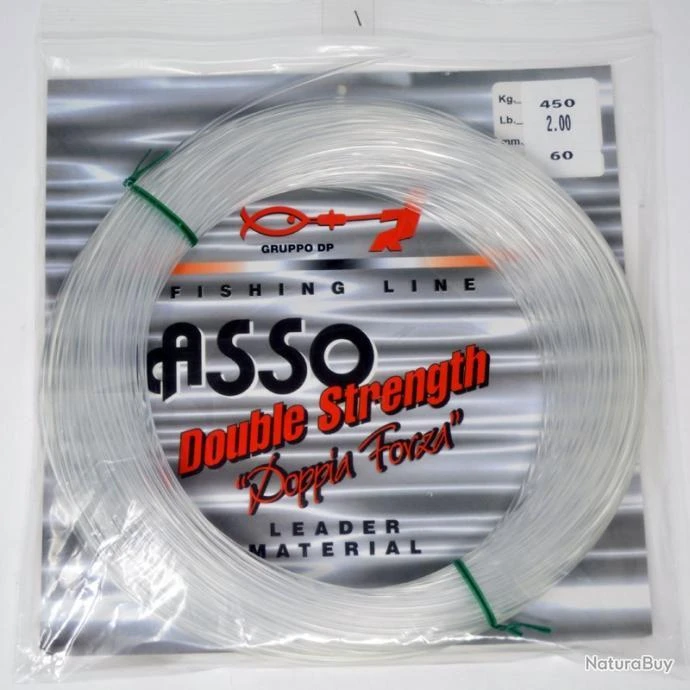 Kg. 450
Lb. 2.00
mm. 60
GRUPPO DP
R
FISHING LINE
ASSO
Double Strength
"Doppia Forza"
LEADER
MATERIAL
NaturaBuy